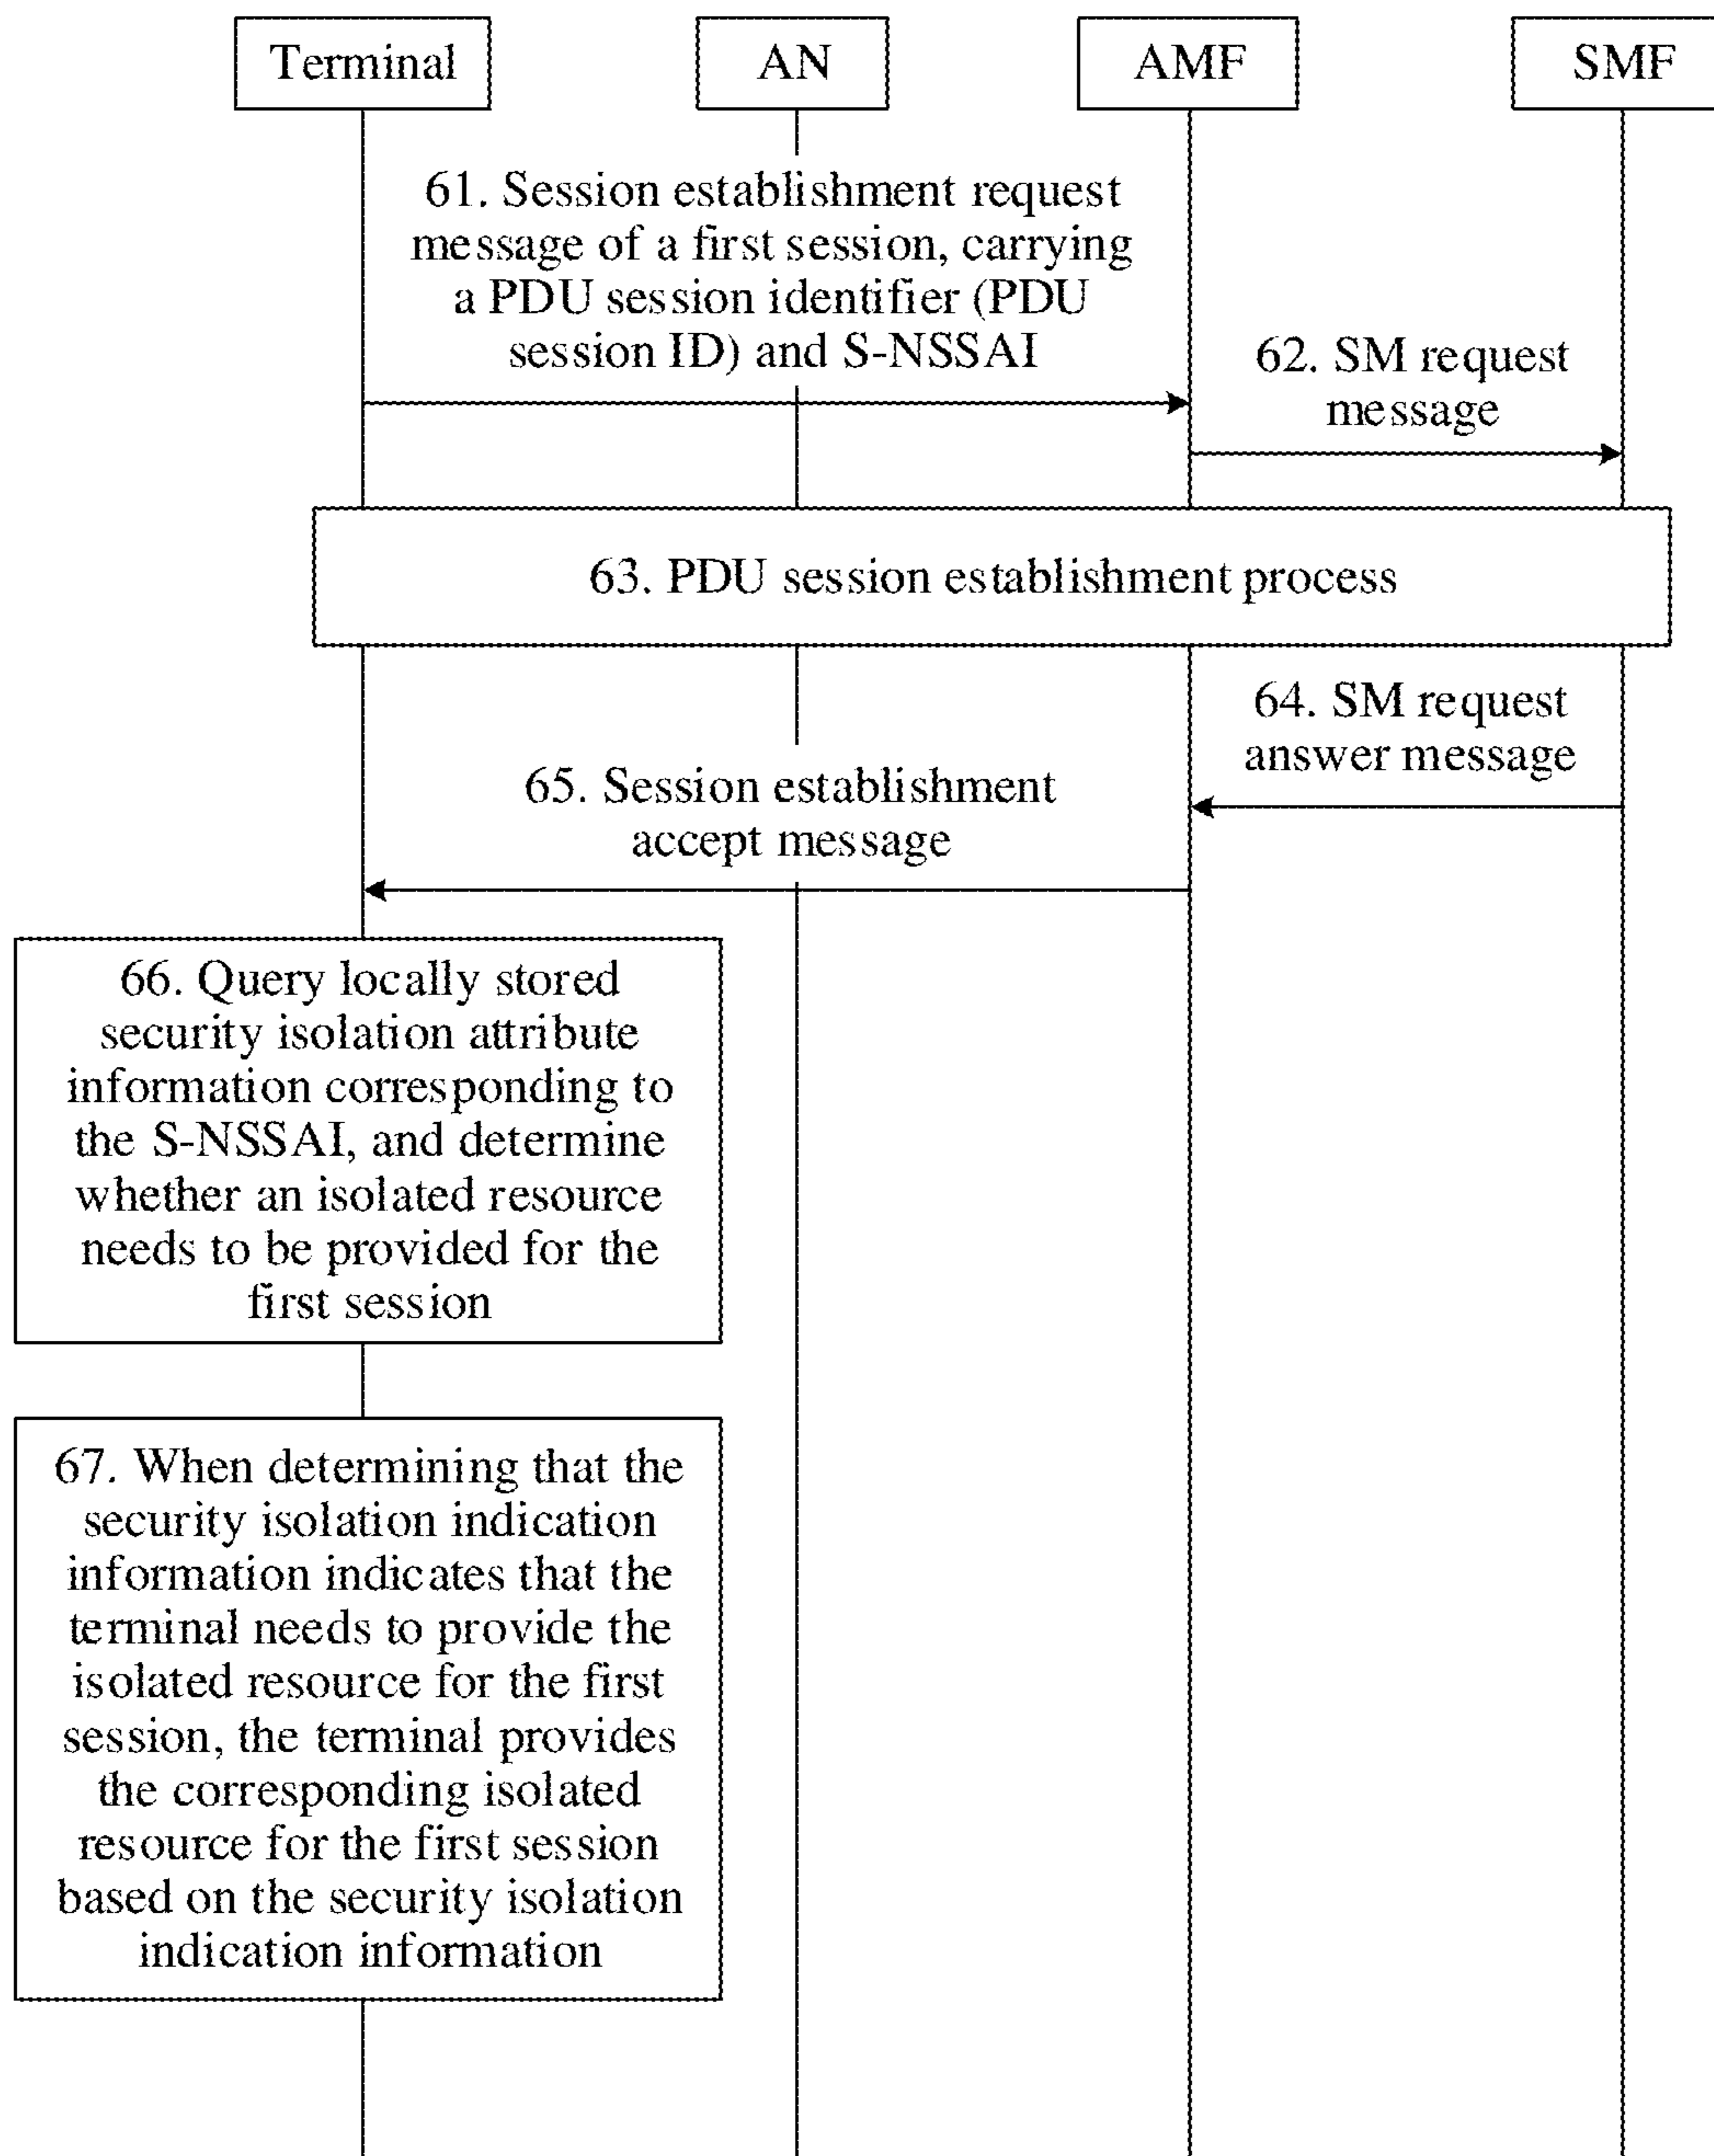 Terminal
AN
AMF
SMF
61. Session establishment request
message of a first session, carrying
a PDU session identifier (PDU
session ID) and S-NSSAI
62. SM request
message
63. PDU session establishment process
64. SM request
answer message
65. Session establishment
accept message
66. Query locally stored
security isolation attribute
information corresponding to
the S-NSSAI, and determine
whether an isolated resource
needs to be provided for the
first session
67. When determining that the
security isolation indication
information indicates that the
terminal needs to provide the
isolated resource for the first
session, the terminal provides
the corresponding isolated
resource for the first session
based on the security isolation
indication information